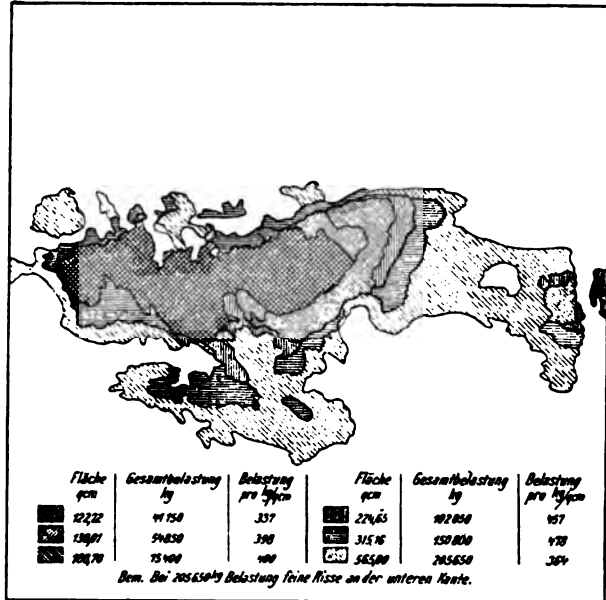 Fläche Gesamtbelastung Belastung Fläche Gesamtbelastung Belastung
qcm kg pro kg/qcm qcm kg pro kg/qcm
122,22 41150 337 224,65 102850 457
54850 398 315,16 150800 478
188,70 75400 400 565,00 205650 364
Bem. Bei 205650 kg Belastung feine Risse an der unteren Kante.